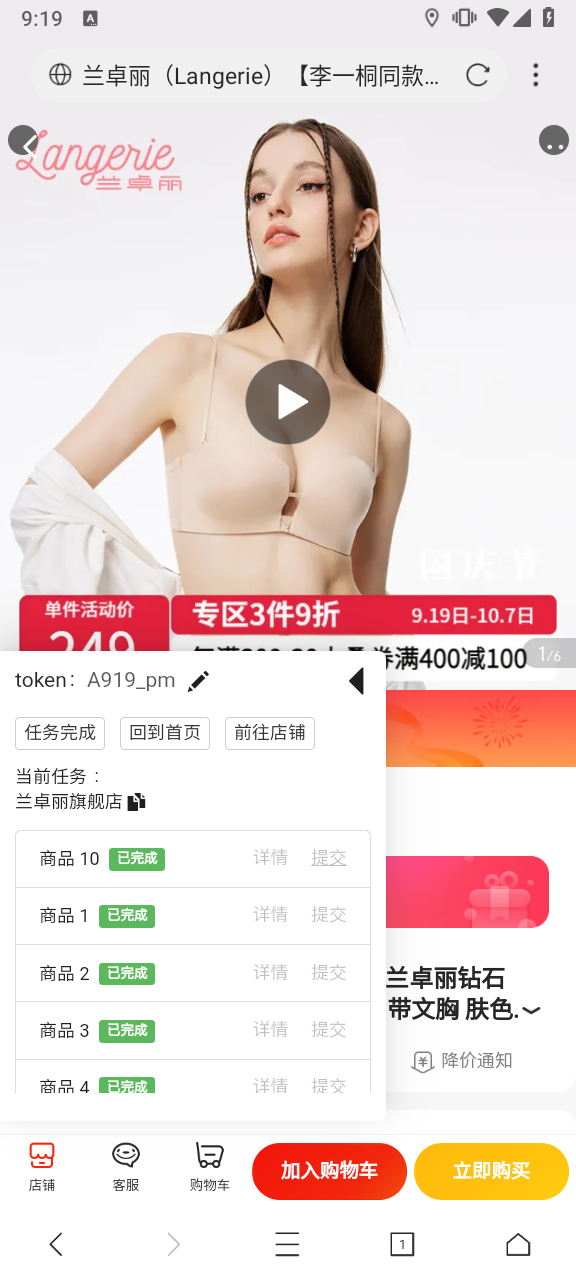 9:19
A
兰卓丽（Langerie）【李一桐同款...
Langerie
兰卓丽
国庆节
单件活动价
专区3件9折
9.19日-10.7日
249
券满400减100
1/6
token： A919_pm
任务完成
回到首页
前往店铺
当前任务：
兰卓丽旗舰店
商品 10 已完成 详情 提交
商品 1 已完成 详情 提交
商品 2 已完成 详情 提交
商品 3 已完成 详情 提交
商品 4 已完成 详情 提交
兰卓丽钻石
带文胸 肤色.
降价通知
店铺
客服
购物车
加入购物车
立即购买
1